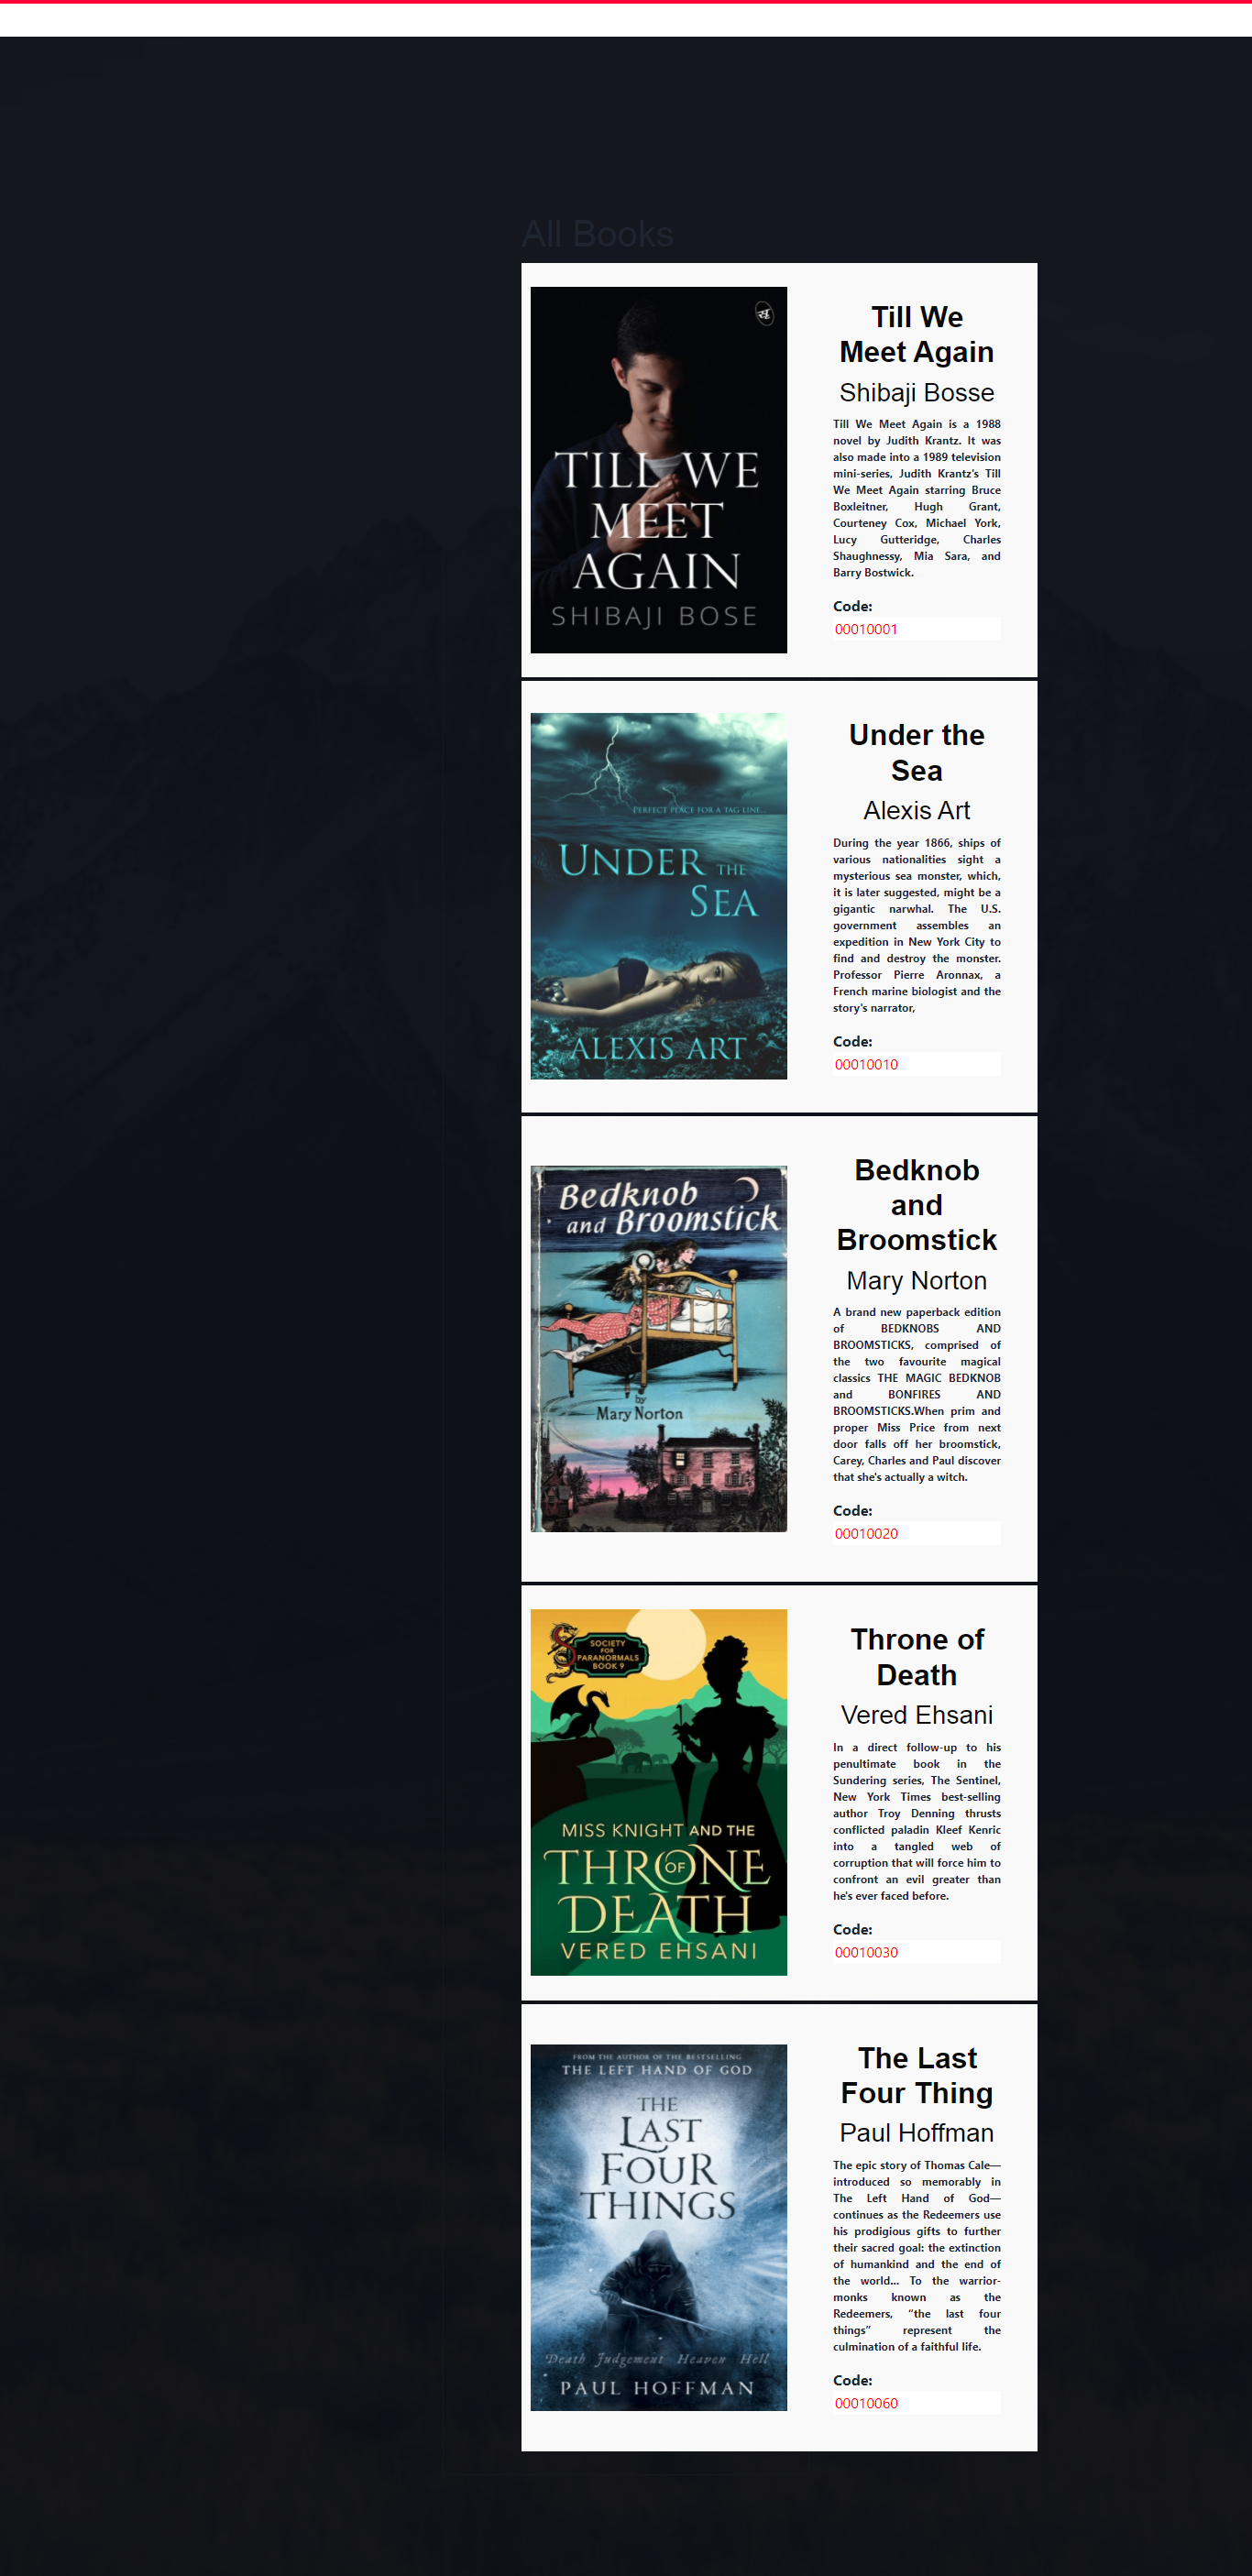 All Books
TILL WE
MEET
AGAIN
SHIBAJI BOSE
Till We
Meet Again
Shibaji Bosse
Till We Meet Again is a 1988
novel by Judith Krantz. It was
also made into a 1989 television
mini-series, Judith Krantz's Till
We Meet Again starring Bruce
Boxleitner, Hugh Grant,
Courteney Cox, Michael York,
Lucy Gutteridge, Charles
Shaughnessy, Mia Sara, and
Barry Bostwick.
Code:
00010001
PERFECT PLACE FOR A TAG LINE...
UNDER THE
SEA
ALEXIS ART
Under the
Sea
Alexis Art
During the year 1866, ships of
various nationalities sight a
mysterious sea monster, which,
it is later suggested, might be a
gigantic narwhal. The U.S.
government assembles an
expedition in New York City to
find and destroy the monster.
Professor Pierre Aronnax, a
French marine biologist and the
story's narrator,
Code:
00010010
Bedknob
and Broomstick
by
Mary Norton
Bedknob
and
Broomstick
Mary Norton
A brand new paperback edition
of BEDKNOBS AND
BROOMSTICKS, comprised of
the two favourite magical
classics THE MAGIC BEDKNOB
and BONFIRES AND
BROOMSTICKS.When prim and
proper Miss Price from next
door falls off her broomstick,
Carey, Charles and Paul discover
that she's actually a witch.
Code:
00010020
SOCIETY
FOR
PARANORMALS
BOOK 9
MISS KNIGHT AND THE
THRONE
OF
DEATH
VERED EHSANI
Throne of
Death
Vered Ehsani
In a direct follow-up to his
penultimate book in the
Sundering series, The Sentinel,
New York Times best-selling
author Troy Denning thrusts
conflicted paladin Kleef Kenric
into a tangled web of
corruption that will force him to
confront an evil greater than
he's ever faced before.
Code:
00010030
FROM THE AUTHOR OF THE BESTSELLING
THE LEFT HAND OF GOD
THE
LAST
FOUR
THINGS
Death Judgement Heaven Hell
PAUL HOFFMAN
The Last
Four Thing
Paul Hoffman
The epic story of Thomas Cale—
introduced so memorably in
The Left Hand of God—
continues as the Redeemers use
his prodigious gifts to further
their sacred goal: the extinction
of humankind and the end of
the world... To the warrior-
monks known as the
Redeemers, “the last four
things” represent the
culmination of a faithful life.
Code:
00010060